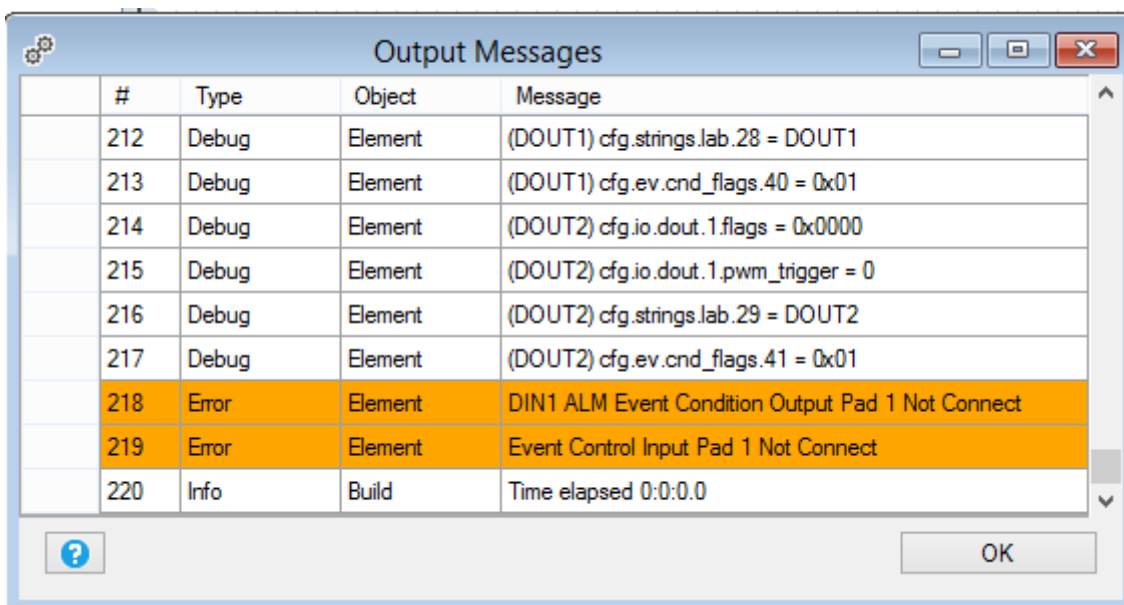 Output Messages
# Type Object Message
212 Debug Element (DOUT1) cfg.strings.lab.28 = DOUT1
213 Debug Element (DOUT1) cfg.ev.cnd_flags.40 = 0x01
214 Debug Element (DOUT2) cfg.io.dout.1.flags = 0x0000
215 Debug Element (DOUT2) cfg.io.dout.1.pwm_trigger = 0
216 Debug Element (DOUT2) cfg.strings.lab.29 = DOUT2
217 Debug Element (DOUT2) cfg.ev.cnd_flags.41 = 0x01
218 Error Element DIN1 ALM Event Condition Output Pad 1 Not Connect
219 Error Element Event Control Input Pad 1 Not Connect
220 Info Build Time elapsed 0:0:0.0
? OK